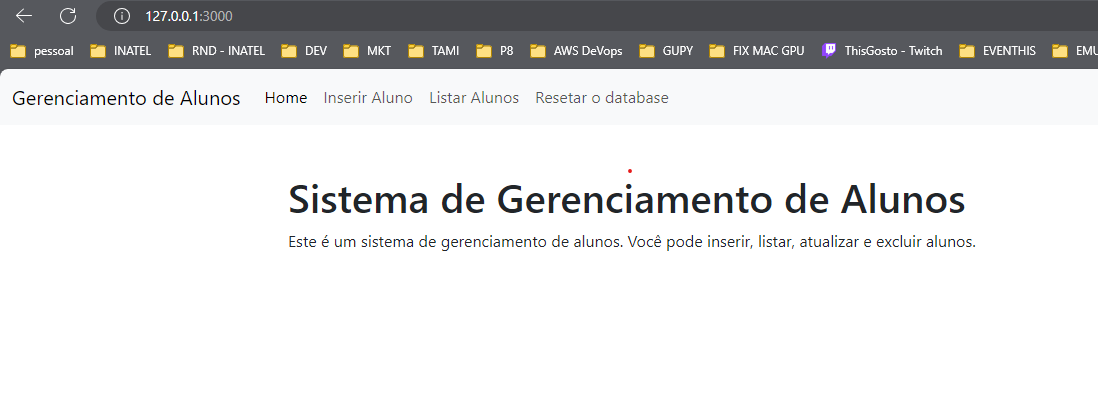 127.0.0.1:3000
pessoal INATEL RND - INATEL DEV MKT TAMI P8 AWS DeVops GUPY FIX MAC GPU ThisGosto - Twitch EVENTHIS EMU
Gerenciamento de Alunos Home Inserir Aluno Listar Alunos Resetar o database
Sistema de Gerenciamento de Alunos
Este é um sistema de gerenciamento de alunos. Você pode inserir, listar, atualizar e excluir alunos.